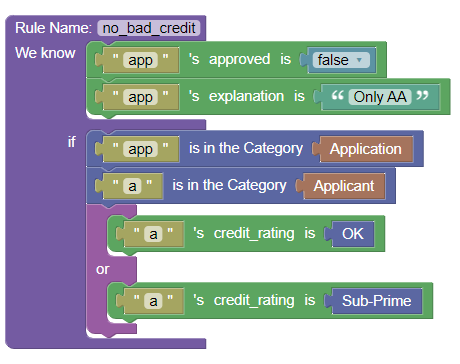 Rule Name: no_bad_credit
We know " app " 's approved is false
" app " 's explanation is “ Only AA ”
if " app " is in the Category Application
" a " is in the Category Applicant
" a " 's credit_rating is OK
or
" a " 's credit_rating is Sub-Prime